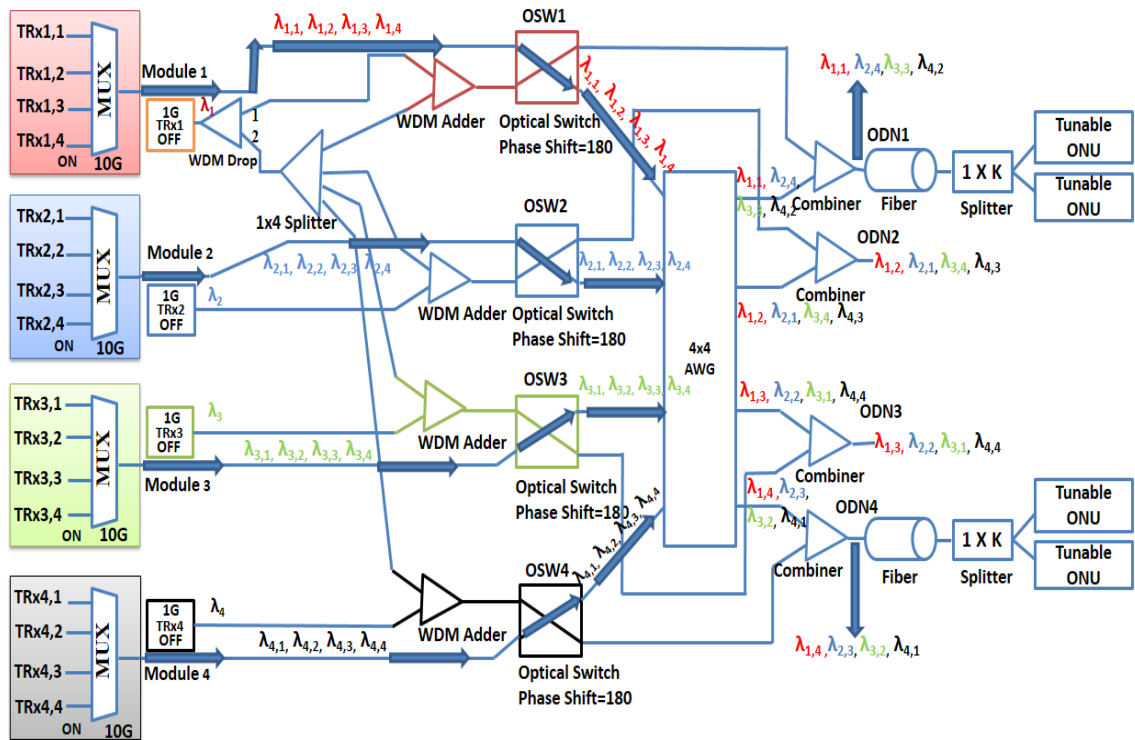 TRx1,1
TRx1,2
TRx1,3
TRx1,4
MUX
ON
10G
Module 1
1G
TRx1
OFF
λ1
1
2
WDM Drop
1x4 Splitter
λ1,1, λ1,2, λ1,3, λ1,4
WDM Adder
OSW1
Optical Switch
Phase Shift=180
λ1,1, λ1,2, λ1,3, λ1,4
TRx2,1
TRx2,2
TRx2,3
TRx2,4
MUX
ON
10G
Module 2
1G
TRx2
OFF
λ2
λ2,1, λ2,2, λ2,3, λ2,4
WDM Adder
OSW2
Optical Switch
Phase Shift=180
λ2,1, λ2,2, λ2,3, λ2,4
TRx3,1
TRx3,2
TRx3,3
TRx3,4
MUX
ON
10G
Module 3
1G
TRx3
OFF
λ3
λ3,1, λ3,2, λ3,3, λ3,4
WDM Adder
OSW3
Optical Switch
Phase Shift=180
λ3,1, λ3,2, λ3,3, λ3,4
TRx4,1
TRx4,2
TRx4,3
TRx4,4
MUX
ON
10G
Module 4
1G
TRx4
OFF
λ4
λ4,1, λ4,2, λ4,3, λ4,4
WDM Adder
OSW4
Optical Switch
Phase Shift=180
λ4,1, λ4,2, λ4,3, λ4,4
4x4
AWG
λ1,1, λ2,4,
λ3,3, λ4,2
Combiner
ODN1
λ1,1, λ2,4, λ3,3, λ4,2
Fiber
1 X K
Splitter
Tunable
ONU
Tunable
ONU
λ1,2, λ2,1, λ3,4, λ4,3
Combiner
ODN2
λ1,2, λ2,1, λ3,4, λ4,3
λ1,3, λ2,2, λ3,1, λ4,4
Combiner
ODN3
λ1,3, λ2,2, λ3,1, λ4,4
λ1,4, λ2,3,
λ3,2, λ4,1
Combiner
ODN4
Fiber
1 X K
Splitter
Tunable
ONU
Tunable
ONU
λ1,4, λ2,3, λ3,2, λ4,1